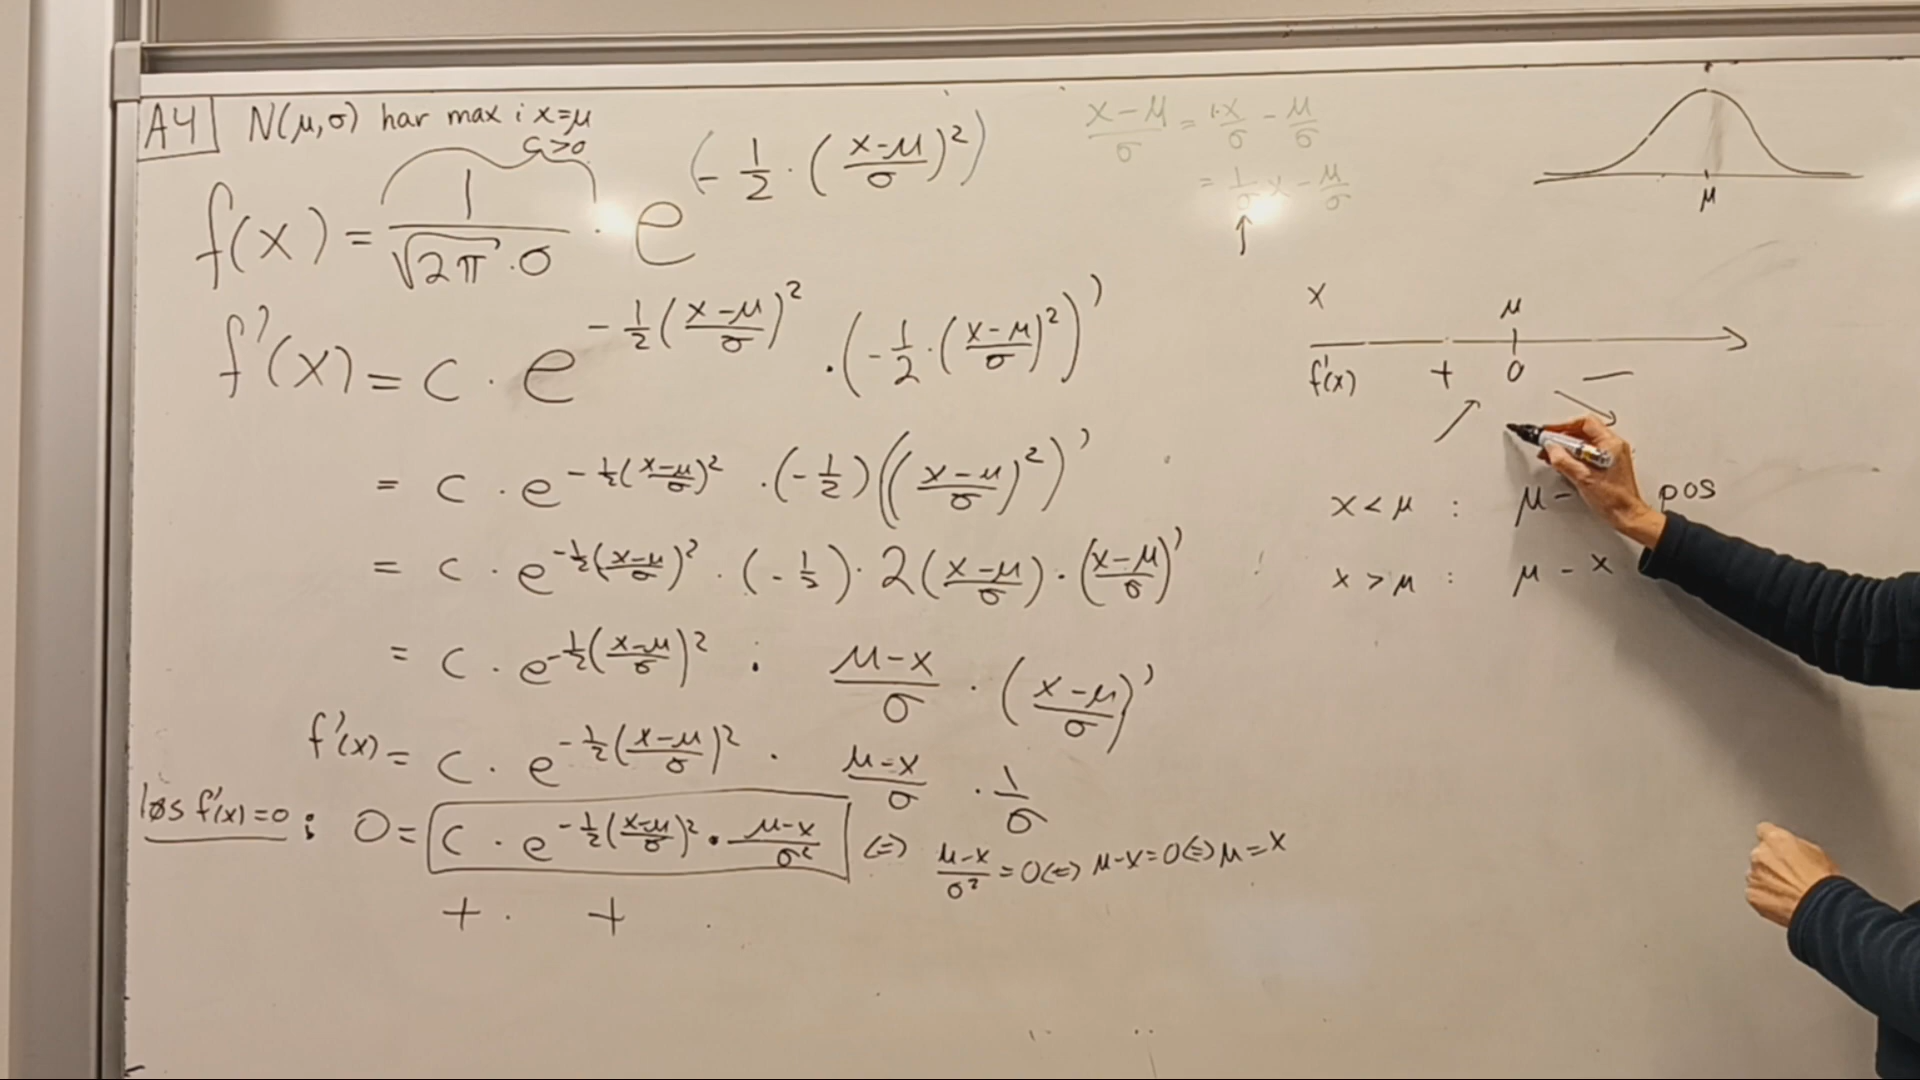 A4 N(μ,σ) har max i x=μ
c>0
f(x) = 1/(√2π · σ) · e^(-1/2 · ((x-μ)/σ)²)
f'(x) = c · e^(-1/2((x-μ)/σ)²) · (-1/2 · ((x-μ)/σ)²)'
= c · e^(-1/2((x-μ)/σ)²) · (-1/2)(((x-μ)/σ)²)'
= c · e^(-1/2((x-μ)/σ)²) · (-1/2) · 2((x-μ)/σ) · ((x-μ)/σ)'
= c · e^(-1/2((x-μ)/σ)²) · (μ-x)/σ · ((x-μ)/σ)'
f'(x) = c · e^(-1/2((x-μ)/σ)²) · (μ-x)/σ · 1/σ
løs f'(x)=0 : 0 = c · e^(-1/2((x-μ)/σ)²) · (μ-x)/σ² ⇔ (μ-x)/σ² = 0 ⇔ μ-x=0 ⇔ μ=x
+ · + ·
(x-μ)/σ = 1·x/σ - μ/σ
= 1/σ x - μ/σ
↑
μ
x μ
f'(x) + 0 —
↗ ↘
x<μ : μ- pos
x>μ : μ-x